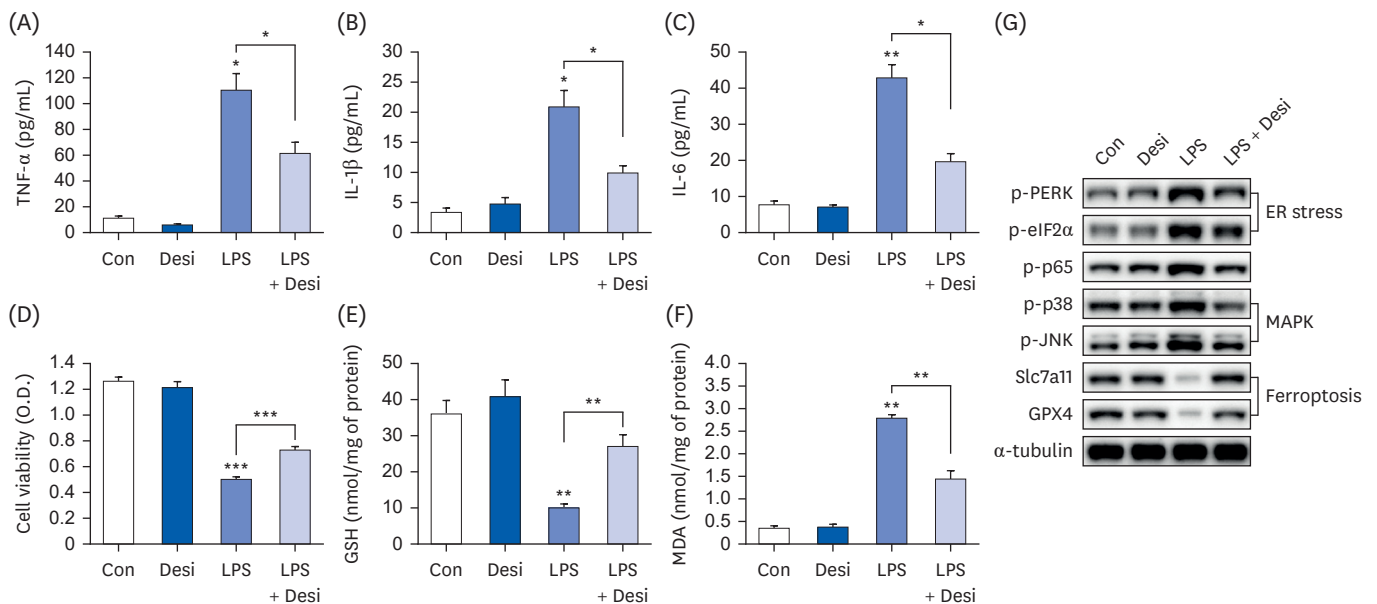 (A)
TNF-α (pg/mL)
140
120
100
80
60
40
20
0
*
*
Con
Desi
LPS
LPS
+ Desi
(B)
IL-1β (pg/mL)
30
25
20
15
10
5
0
*
*
Con
Desi
LPS
LPS
+ Desi
(C)
IL-6 (pg/mL)
50
40
30
20
10
0
**
*
Con
Desi
LPS
LPS
+ Desi
(D)
Cell viability (O.D.)
1.4
1.2
1.0
0.8
0.6
0.4
0.2
0
***
***
Con
Desi
LPS
LPS
+ Desi
(E)
GSH (nmol/mg of protein)
50
40
30
20
10
0
**
**
Con
Desi
LPS
LPS
+ Desi
(F)
MDA (nmol/mg of protein)
4.0
3.5
3.0
2.5
2.0
1.5
1.0
0.5
0
**
**
Con
Desi
LPS
LPS
+ Desi
(G)
Con
Desi
LPS
LPS + Desi
p-PERK
p-eIF2α
ER stress
p-p65
p-p38
p-JNK
MAPK
Slc7a11
GPX4
Ferroptosis
α-tubulin